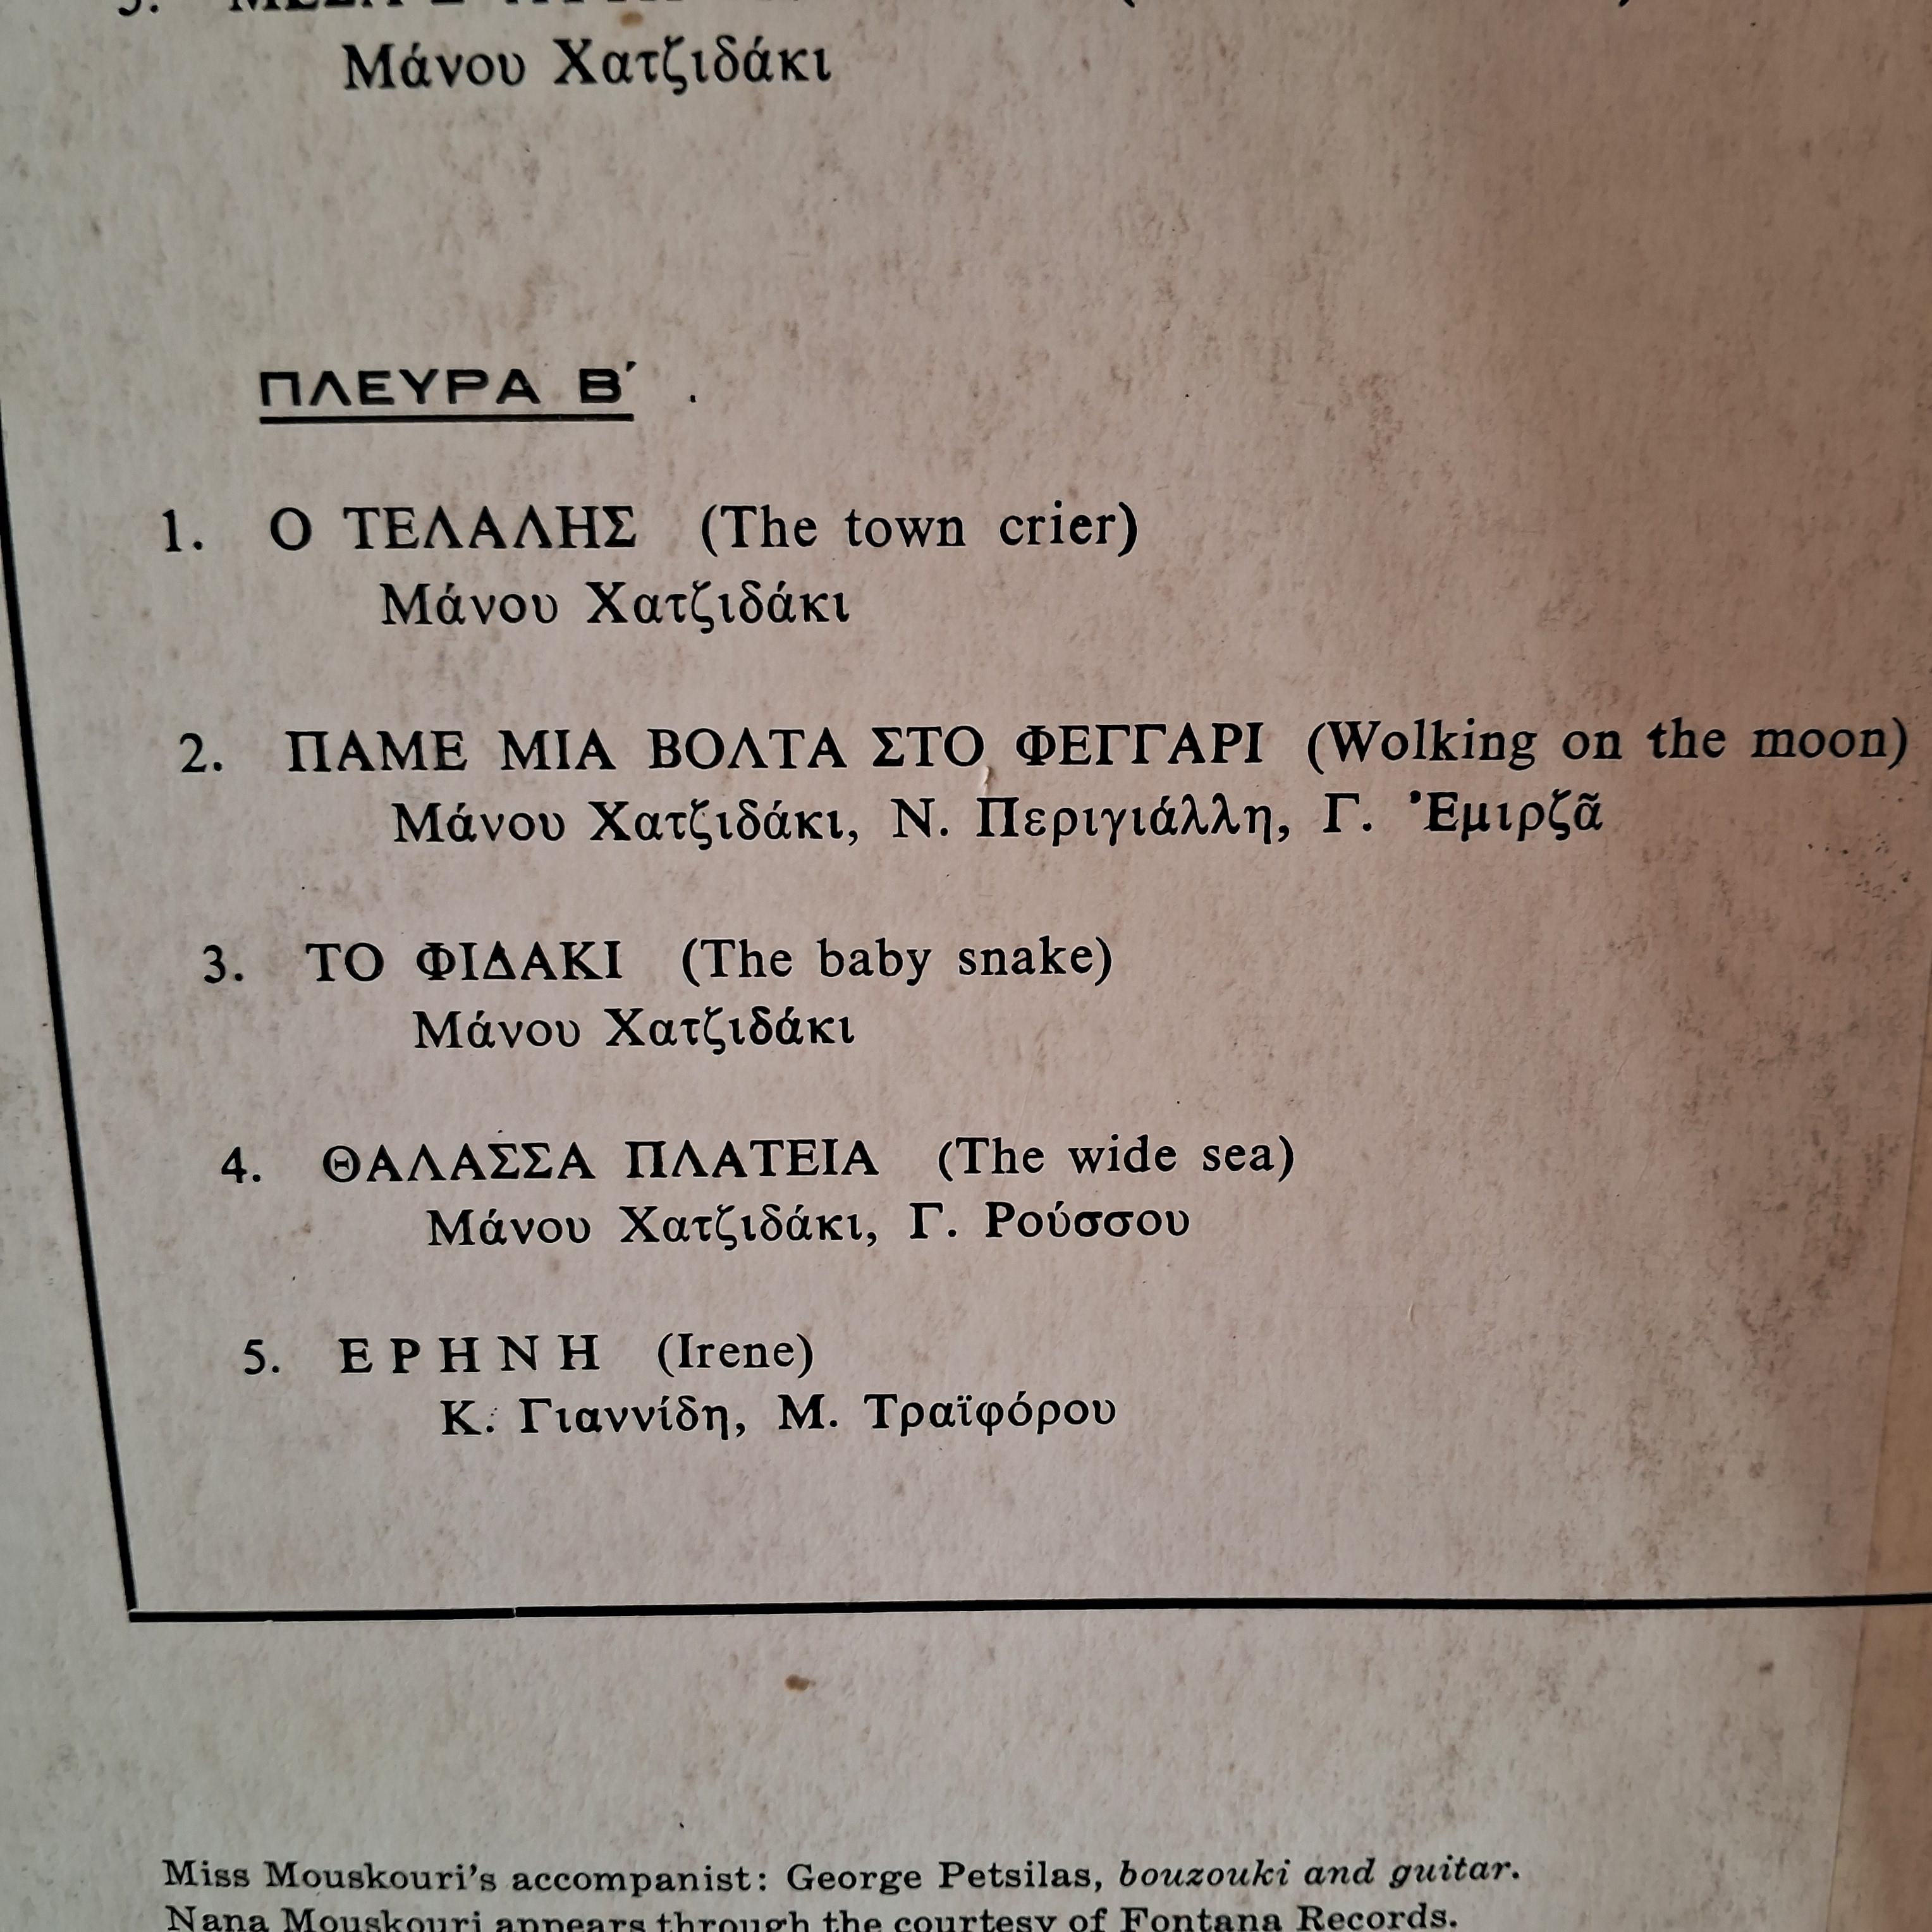 Μάνου Χατζιδάκι
ΠΛΕΥΡΑ Β΄
1. Ο ΤΕΛΑΛΗΣ (The town crier)
Μάνου Χατζιδάκι
2. ΠΑΜΕ ΜΙΑ ΒΟΛΤΑ ΣΤΟ ΦΕΓΓΑΡΙ (Wolking on the moon)
Μάνου Χατζιδάκι, Ν. Περιγιάλλη, Γ. Ἐμιρζᾶ
3. ΤΟ ΦΙΔΑΚΙ (The baby snake)
Μάνου Χατζιδάκι
4. ΘΑΛΑΣΣΑ ΠΛΑΤΕΙΑ (The wide sea)
Μάνου Χατζιδάκι, Γ. Ρούσσου
5. ΕΡΗΝΗ (Irene)
Κ. Γιαννίδη, Μ. Τραϊφόρου
Miss Mouskouri's accompanist: George Petsilas, bouzouki and guitar.
Nana Mouskouri appears through the courtesy of Fontana Records.